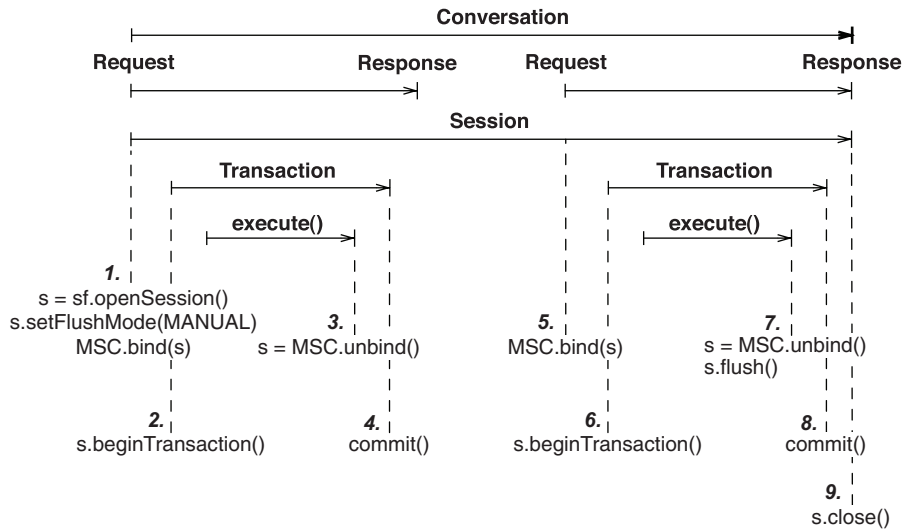 Conversation
Request Response Request Response
Session
Transaction Transaction
execute() execute()
1.
s = sf.openSession()
s.setFlushMode(MANUAL)
MSC.bind(s)
3.
s = MSC.unbind()
5.
MSC.bind(s)
7.
s = MSC.unbind()
s.flush()
2.
s.beginTransaction()
4.
commit()
6.
s.beginTransaction()
8.
commit()
9.
s.close()